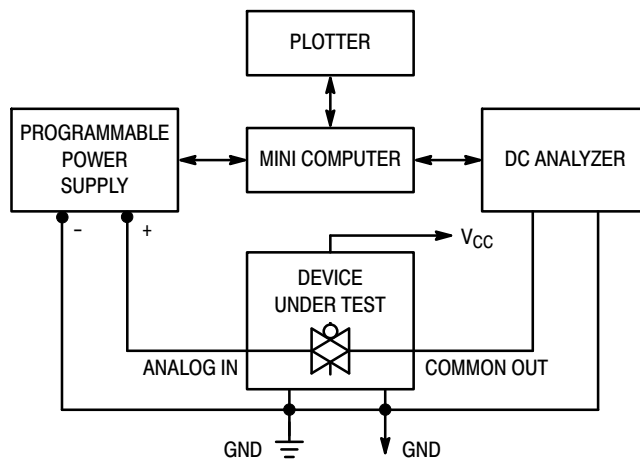 PLOTTER
PROGRAMMABLE
POWER
SUPPLY
MINI COMPUTER
DC ANALYZER
–
+
VCC
DEVICE
UNDER TEST
ANALOG IN
COMMON OUT
GND
GND